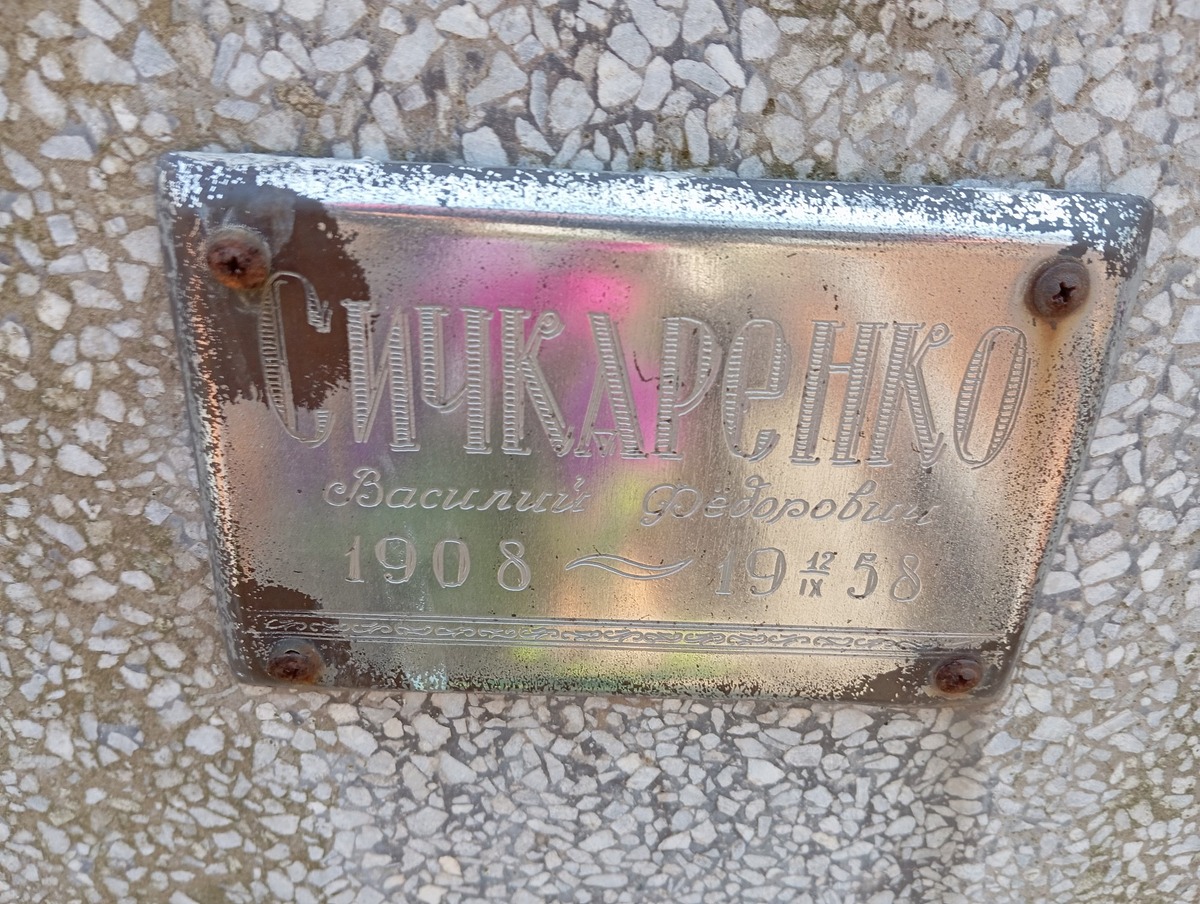 Сичкаренко
Василий Фёдорович
1908 ~ 19 12/IX 58